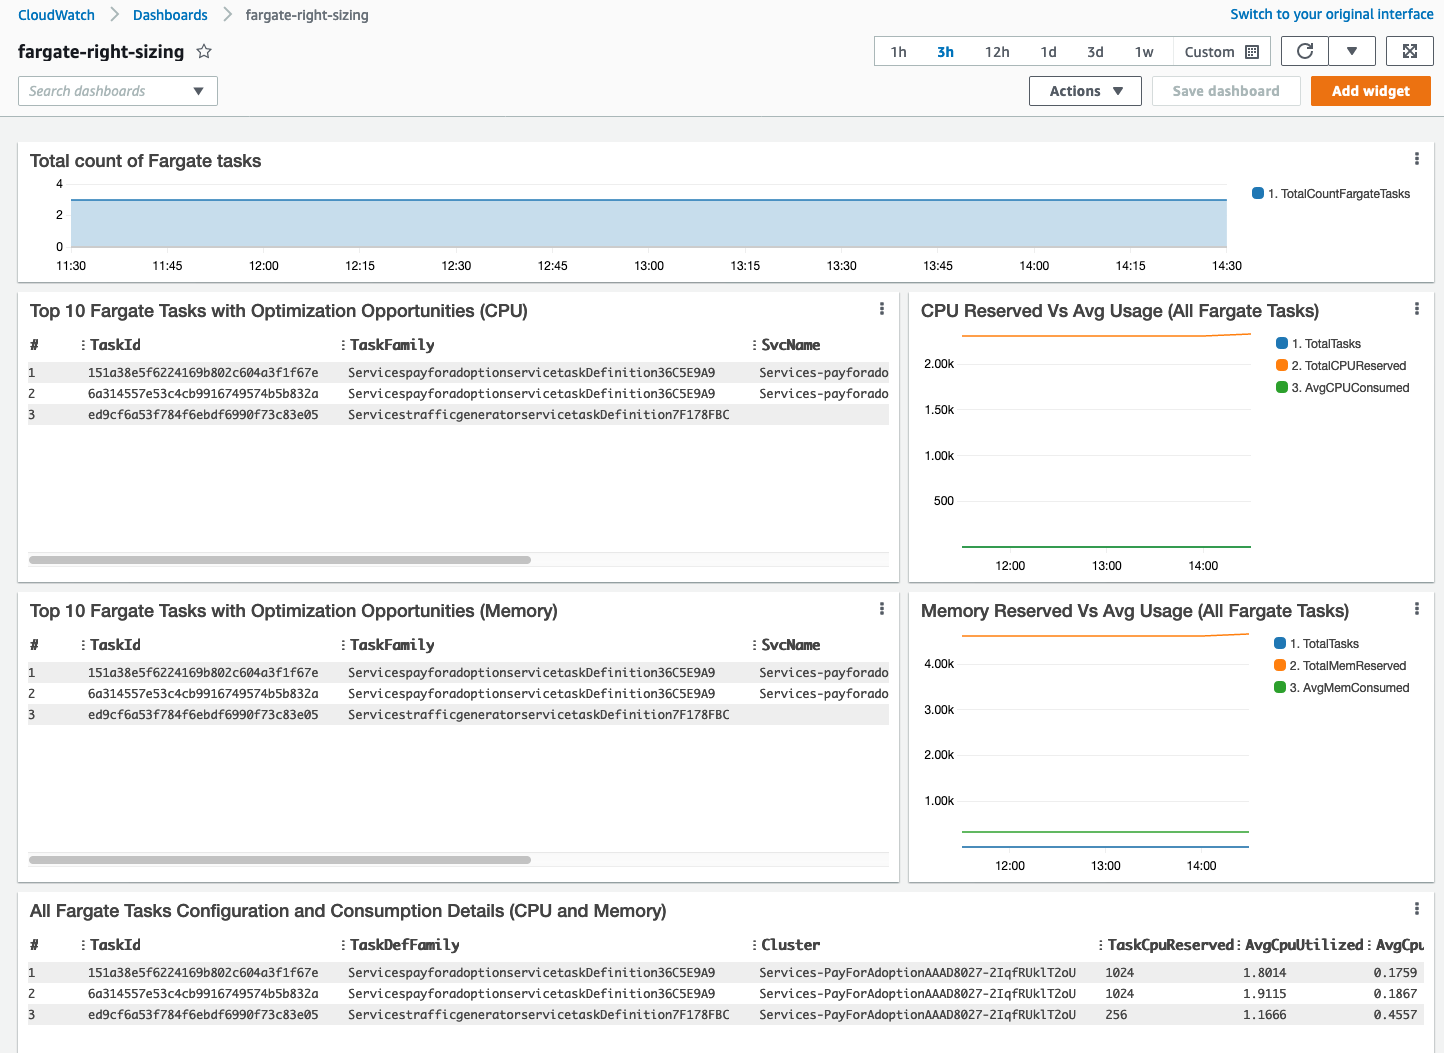 CloudWatch Dashboards fargate-right-sizing Switch to your original interface
fargate-right-sizing 1h 3h 12h 1d 3d 1w Custom
Search dashboards Actions Save dashboard Add widget
Total count of Fargate tasks
4
2
0
11:30 11:45 12:00 12:15 12:30 12:45 13:00 13:15 13:30 13:45 14:00 14:15 14:30
1. TotalCountFargateTasks
Top 10 Fargate Tasks with Optimization Opportunities (CPU)
# TaskId TaskFamily SvcName
1 151a38e5f6224169b802c604a3f1f67e Servicespayforadoptionservicetaskdefinition36C5E9A9 Services-payforado
2 6a314557e53c4cb9916749574b5b832a ServicespayforadoptionservicetaskDefinition36C5E9A9 Services-payforado
3 ed9cf6a53f784f6ebdf6990f73c83e05 ServicestrafficgeneratorservicetaskDefinition7F178FBC
CPU Reserved Vs Avg Usage (All Fargate Tasks)
2.00k
1.50k
1.00k
500
12:00 13:00 14:00
1. TotalTasks
2. TotalCPUReserved
3. AvgCPUConsumed
Top 10 Fargate Tasks with Optimization Opportunities (Memory)
# TaskId TaskFamily SvcName
1 151a38e5f6224169b802c604a3f1f67e ServicespayforadoptionservicetaskDefinition36C5E9A9 Services-payforado
2 6a314557e53c4cb9916749574b5b832a ServicespayforadoptionservicetaskDefinition36C5E9A9 Services-payforado
3 ed9cf6a53f784f6ebdf6990f73c83e05 ServicestrafficgeneratorservicetaskDefinition7F178FBC
Memory Reserved Vs Avg Usage (All Fargate Tasks)
4.00k
3.00k
2.00k
1.00k
12:00 13:00 14:00
1. TotalTasks
2. TotalMemReserved
3. AvgMemConsumed
All Fargate Tasks Configuration and Consumption Details (CPU and Memory)
# TaskId TaskDefFamily Cluster TaskCpuReserved AvgCpuUtilized AvgCpu
1 151a38e5f6224169b802c604a3f1f67e ServicespayforadoptionservicetaskDefinition36C5E9A9 Services-PayForAdoptionAAAD8027-2IqfRUklT2oU 1024 1.8014 0.1759
2 6a314557e53c4cb9916749574b5b832a ServicespayforadoptionservicetaskDefinition36C5E9A9 Services-PayForAdoptionAAAD8027-2IqfRUklT2oU 1024 1.9115 0.1867
3 ed9cf6a53f784f6ebdf6990f73c83e05 ServicestrafficgeneratorservicetaskDefinition7F178FBC Services-PayForAdoptionAAAD8027-2IqfRUklT2oU 256 1.1666 0.4557